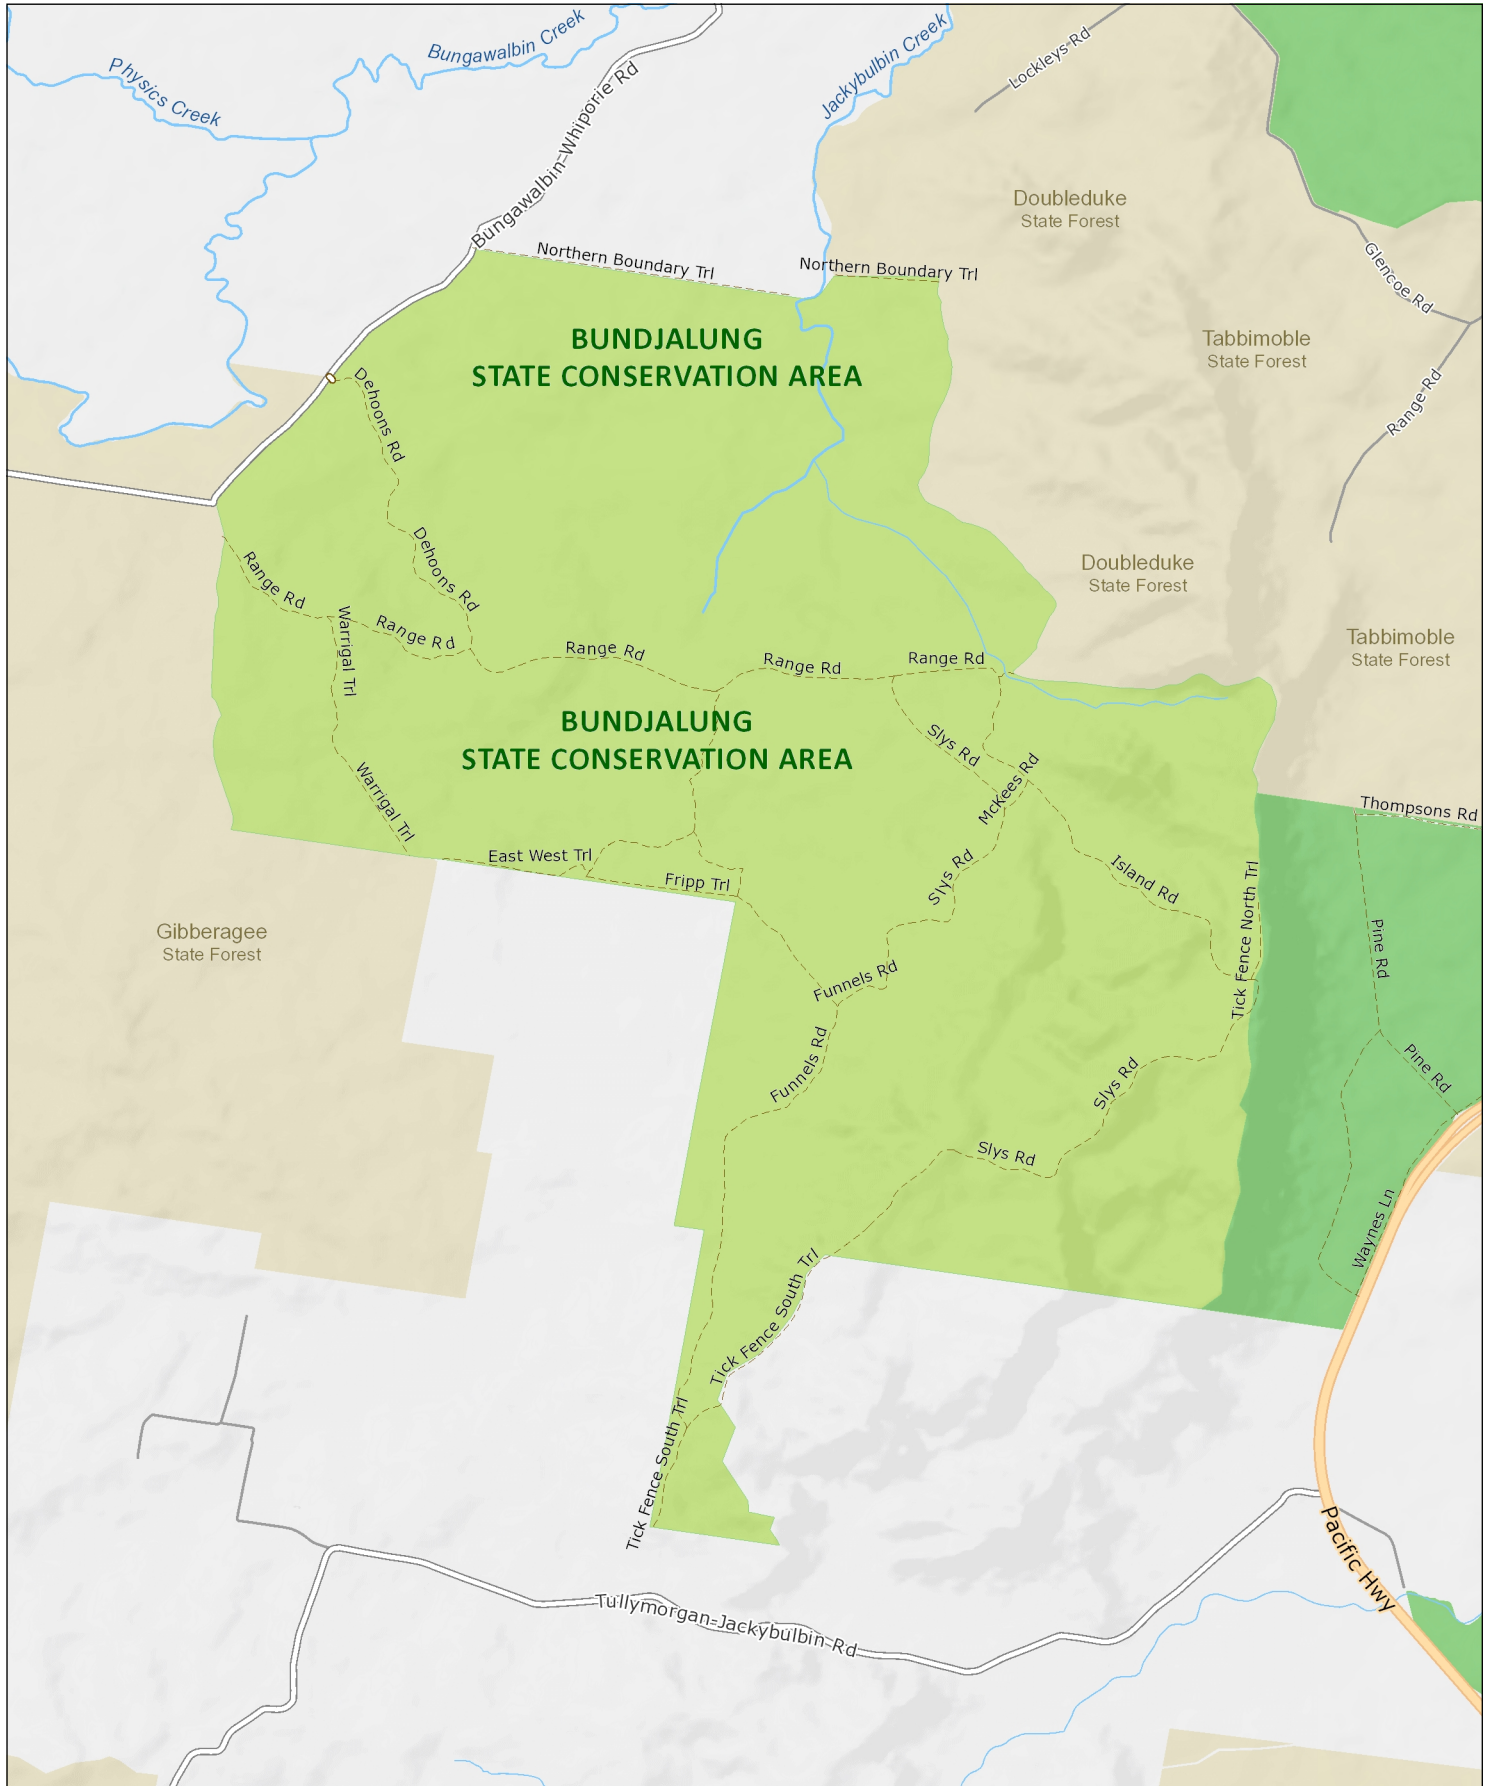 Physics Creek
Bungawalbin Creek
Bungawalbin-Whiporie Rd
Jackybulbin Creek
Lockleys Rd
Doubleduke
State Forest
Northern Boundary Trl
Northern Boundary Trl
Glencoe Rd
Tabbimoble
State Forest
BUNDJALUNG
STATE CONSERVATION AREA
Dehoons Rd
Range Rd
Dehoons Rd
Range Rd
Doubleduke
State Forest
Warrigal Trl
Range Rd
Range Rd
Range Rd
Range Rd
Tabbimoble
State Forest
BUNDJALUNG
STATE CONSERVATION AREA
Slys Rd
McKees Rd
Warrigal Trl
Thompsons Rd
East West Trl
Fripp Trl
Slys Rd
Island Rd
Tick Fence North Trl
Gibberagee
State Forest
Pine Rd
Funnels Rd
Funnels Rd
Slys Rd
Pine Rd
Slys Rd
Waynes Ln
Tick Fence South Trl
Tick Fence South Trl
Pacific Hwy
Tullymorgan-Jackybulbin Rd